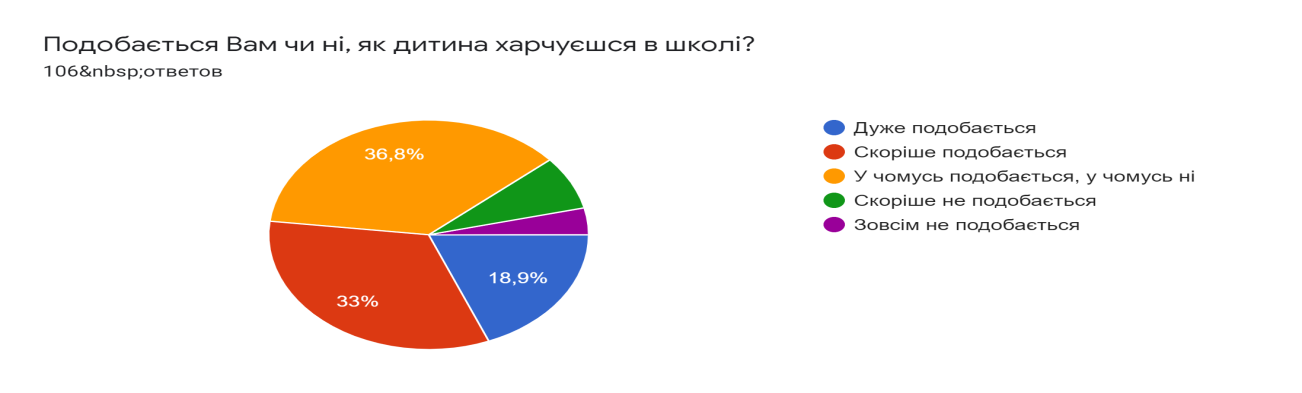 Подобається Вам чи ні, як дитина харчуєшся в школі?
106&nbsp;ответов
36,8%
18,9%
33%
Дуже подобається
Скоріше подобається
У чомусь подобається, у чомусь ні
Скоріше не подобається
Зовсім не подобається